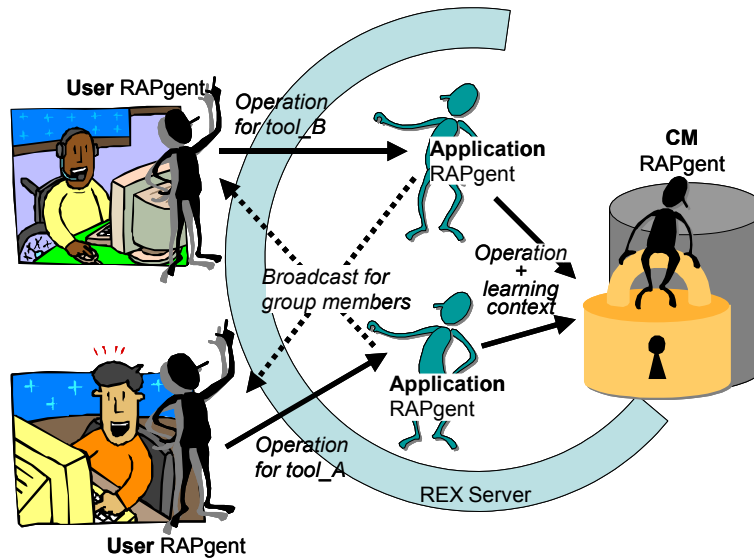 User RAPgent
Operation
for tool_B
Application
RAPgent
CM
RAPgent
Operation
+
learning
context
Broadcast for
group members
Application
RAPgent
Operation
for tool_A
REX Server
User RAPgent